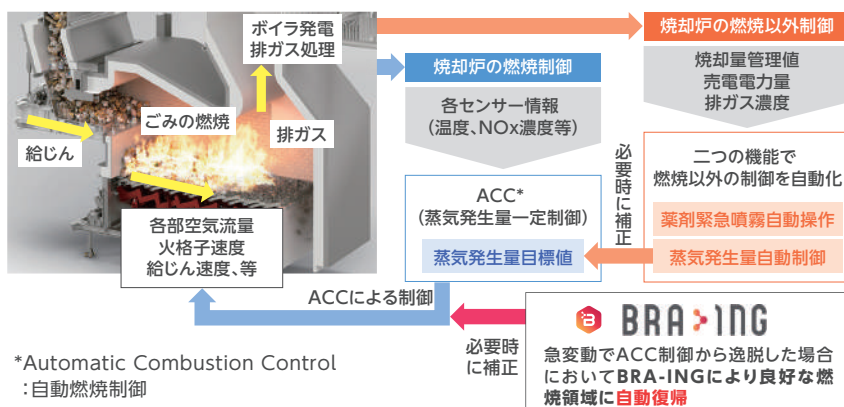 ボイラ発電
排ガス処理
ごみの燃焼
排ガス
給じん
各部空気流量
火格子速度
給じん速度、等
焼却炉の燃焼制御
各センサー情報
(温度、NOx濃度等)
ACC*
(蒸気発生量一定制御)
蒸気発生量目標値
焼却炉の燃焼以外制御
焼却量管理値
売電電力量
排ガス濃度
二つの機能で
燃焼以外の制御を自動化
薬剤緊急噴霧自動操作
蒸気発生量自動制御
必要時に補正
ACCによる制御
必要時
に補正
BRA-ING
急変動でACC制御から逸脱した場合
においてBRA-INGにより良好な燃
焼領域に自動復帰
*Automatic Combustion Control
:自動燃焼制御